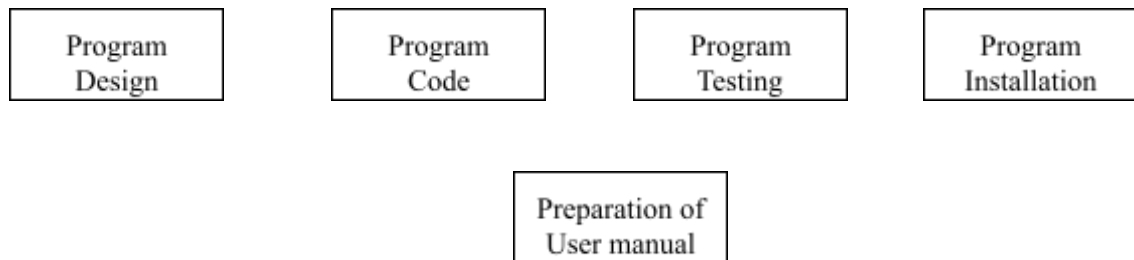 Program
Design
Program
Code
Program
Testing
Program
Installation
Preparation of
User manual